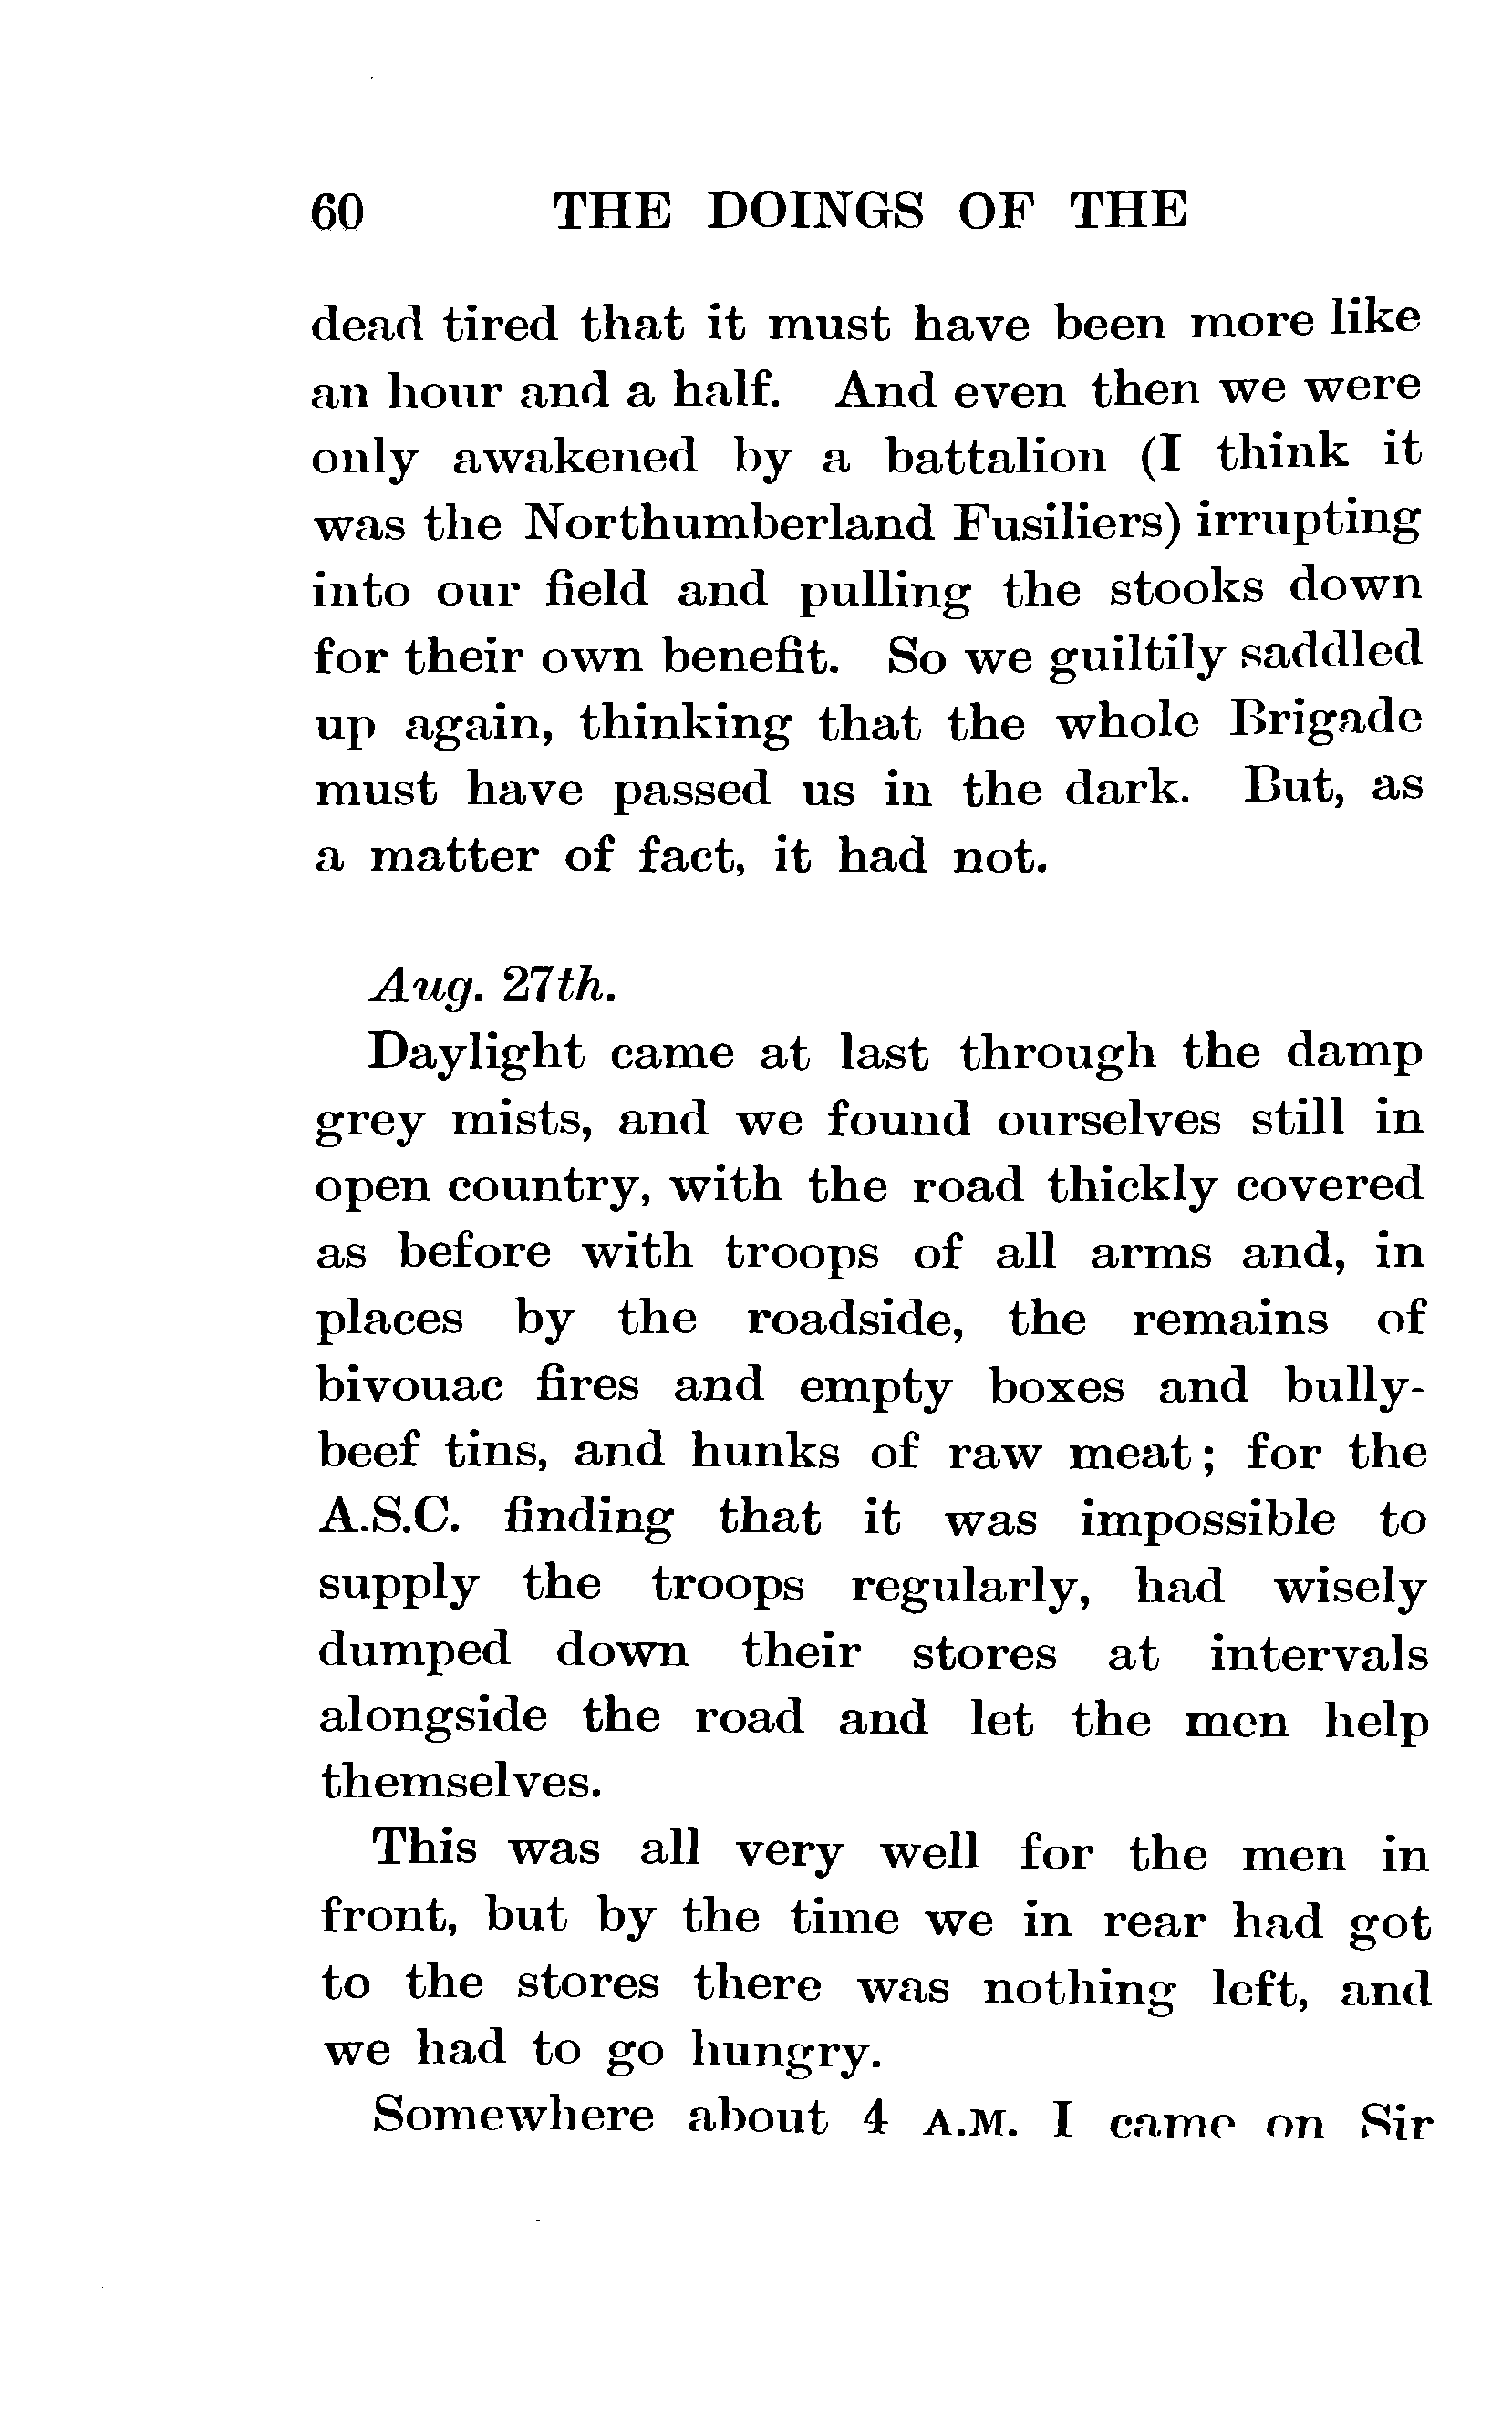 60 THE DOINGS OF THE
dead tired that it must have been more like
an hour and a half. And even then we were
only awakened by a battalion (I think it
was the Northumberland Fusiliers) irrupting
into our field and pulling the stooks down
for their own benefit. So we guiltily saddled
up again, thinking that the whole Brigade
must have passed us in the dark. But, as
a matter of fact, it had not.
Aug. 27th.
Daylight came at last through the damp
grey mists, and we found ourselves still in
open country, with the road thickly covered
as before with troops of all arms and, in
places by the roadside, the remains of
bivouac fires and empty boxes and bully-
beef tins, and hunks of raw meat; for the
A.S.C. finding that it was impossible to
supply the troops regularly, had wisely
dumped down their stores at intervals
alongside the road and let the men help
themselves.
This was all very well for the men in
front, but by the time we in rear had got
to the stores there was nothing left, and
we had to go hungry.
Somewhere about 4 A.M. I came on Sir